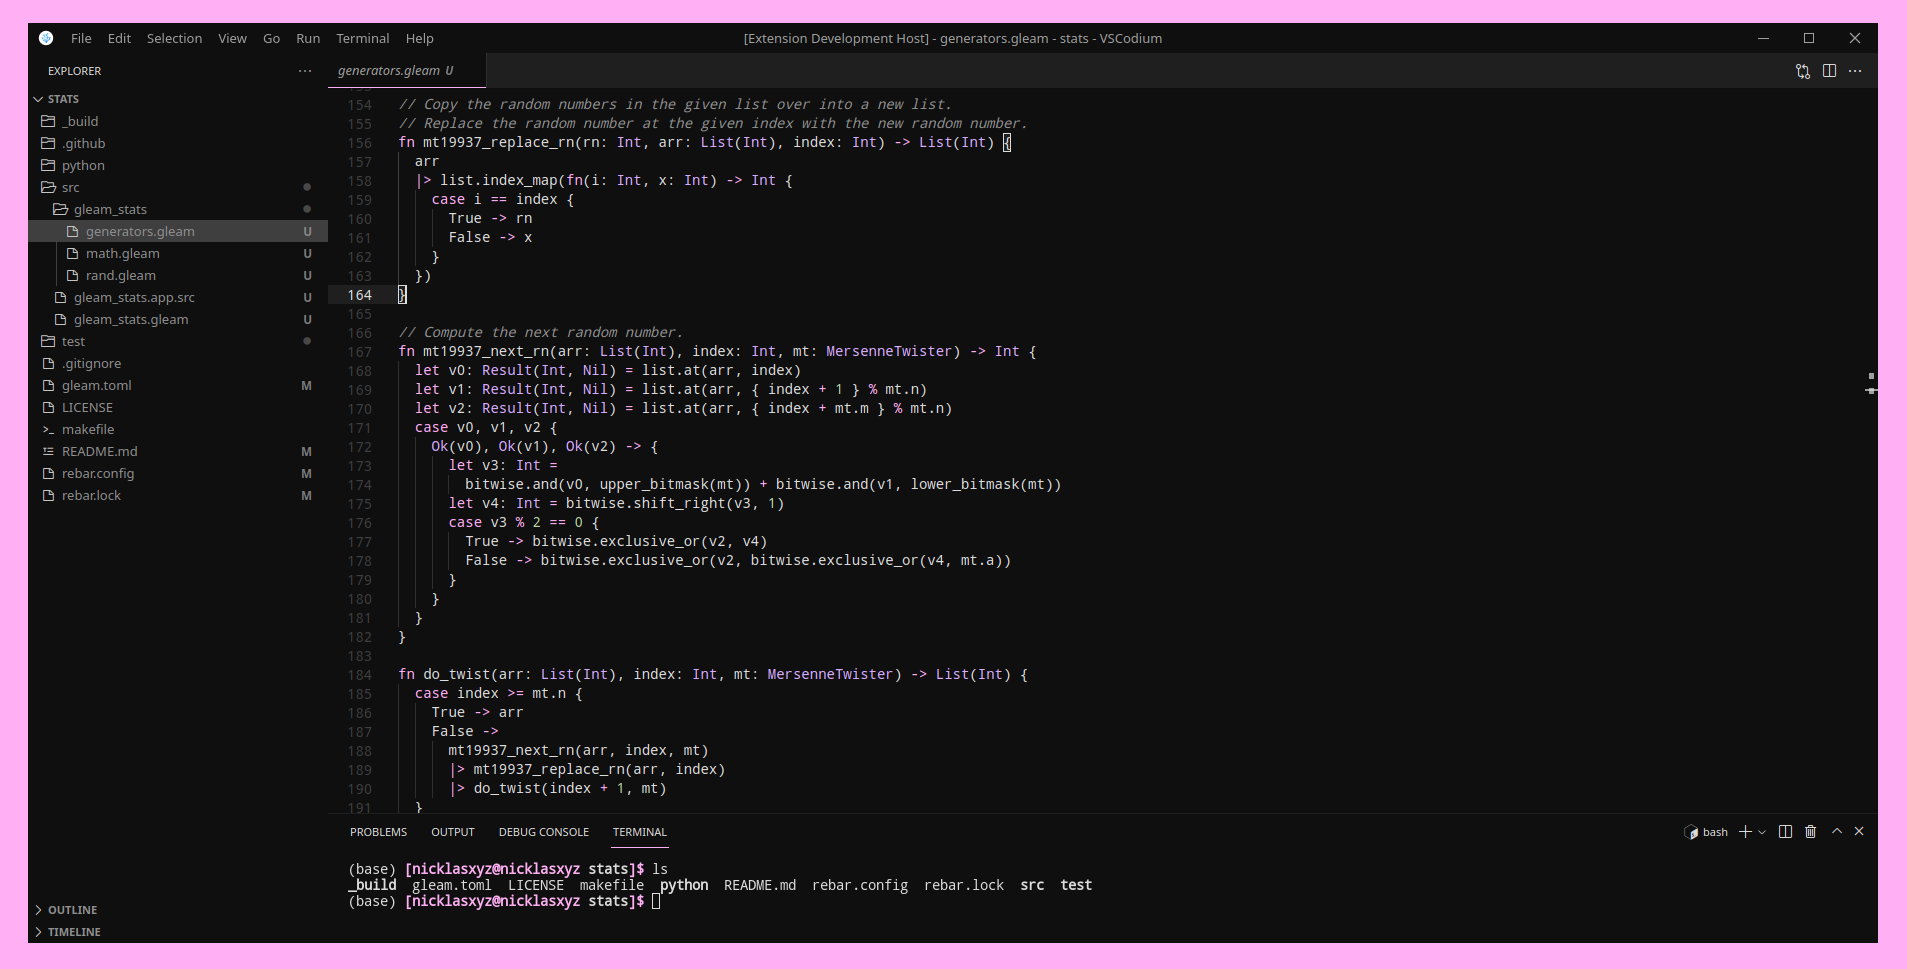 File Edit Selection View Go Run Terminal Help
[Extension Development Host] - generators.gleam - stats - VSCodium
EXPLORER
STATS
_build
.github
python
src
gleam_stats
generators.gleam U
math.gleam U
rand.gleam U
gleam_stats.app.src U
gleam_stats.gleam U
test
.gitignore
gleam.toml M
LICENSE
makefile
README.md M
rebar.config M
rebar.lock M
OUTLINE
TIMELINE
generators.gleam U
154 // Copy the random numbers in the given list over into a new list.
155 // Replace the random number at the given index with the new random number.
156 fn mt19937_replace_rn(rn: Int, arr: List(Int), index: Int) -> List(Int) {
157   arr
158   |> list.index_map(fn(i: Int, x: Int) -> Int {
159     case i == index {
160       True -> rn
161       False -> x
162     }
163   })
164 }
165
166 // Compute the next random number.
167 fn mt19937_next_rn(arr: List(Int), index: Int, mt: MersenneTwister) -> Int {
168   let v0: Result(Int, Nil) = list.at(arr, index)
169   let v1: Result(Int, Nil) = list.at(arr, { index + 1 } % mt.n)
170   let v2: Result(Int, Nil) = list.at(arr, { index + mt.m } % mt.n)
171   case v0, v1, v2 {
172     Ok(v0), Ok(v1), Ok(v2) -> {
173       let v3: Int =
174         bitwise.and(v0, upper_bitmask(mt)) + bitwise.and(v1, lower_bitmask(mt))
175       let v4: Int = bitwise.shift_right(v3, 1)
176       case v3 % 2 == 0 {
177         True -> bitwise.exclusive_or(v2, v4)
178         False -> bitwise.exclusive_or(v2, bitwise.exclusive_or(v4, mt.a))
179       }
180     }
181   }
182 }
183
184 fn do_twist(arr: List(Int), index: Int, mt: MersenneTwister) -> List(Int) {
185   case index >= mt.n {
186     True -> arr
187     False ->
188       mt19937_next_rn(arr, index, mt)
189       |> mt19937_replace_rn(arr, index)
190       |> do_twist(index + 1, mt)
191   }
PROBLEMS OUTPUT DEBUG CONSOLE TERMINAL
bash
(base) [nicklasxyz@nicklasxyz stats]$ ls
_build gleam.toml LICENSE makefile python README.md rebar.config rebar.lock src test
(base) [nicklasxyz@nicklasxyz stats]$